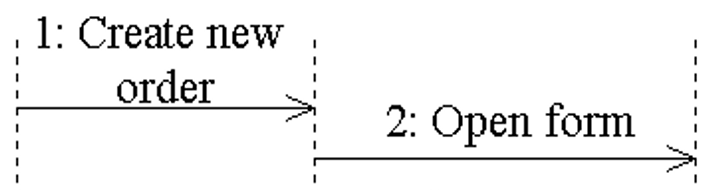 1: Create new
order
2: Open form